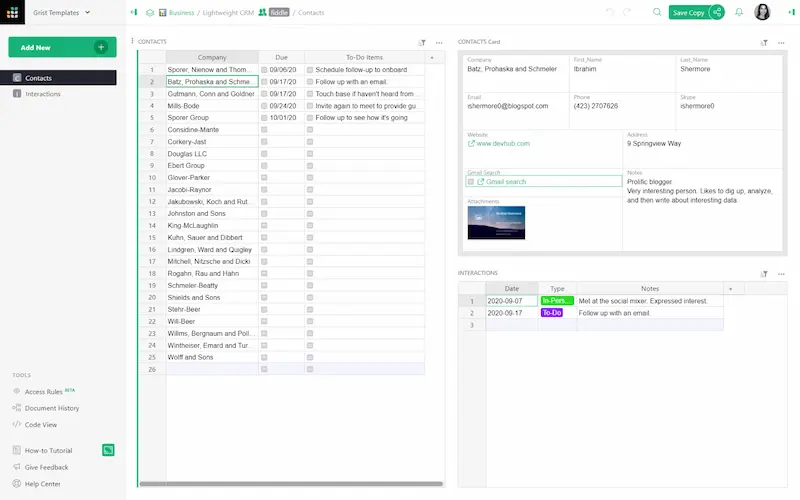 Grist Templates
Business / Lightweight CRM fiddle / Contacts
Save Copy
Add New
Contacts
Interactions
TOOLS
Access Rules BETA
Document History
Code View
How-to Tutorial
Give Feedback
Help Center
CONTACTS
Company Due To-Do Items +
1 Sporer, Nienow and Thom... 09/06/20 Schedule follow-up to onboard
2 Batz, Prohaska and Schme... 09/17/20 Follow up with an email.
3 Gutmann, Conn and Goldner 09/17/20 Touch base if haven't heard from...
4 Mills-Bode 09/24/20 Invite again to meet to provide gu...
5 Sporer Group 10/01/20 Follow up to see how it's going
6 Considine-Mante
7 Corkery-Jast
8 Douglas LLC
9 Ebert Group
10 Glover-Parker
11 Jacobi-Raynor
12 Jakubowski, Koch and Rut...
13 Johnston and Sons
14 King-McLaughlin
15 Kuhn, Sauer and Dibbert
16 Lindgren, Ward and Quigley
17 Mitchell, Nitzsche and Dicki
18 Rogahn, Rau and Hahn
19 Schmeler-Beatty
20 Shields and Sons
21 Stehr-Beer
22 Will-Beer
23 Willms, Bergnaum and Poll...
24 Wintheiser, Emard and Tur...
25 Wolff and Sons
26
CONTACTS Card
Company First_Name Last_Name
Batz, Prohaska and Schmeler Ibrahim Shermore
Email Phone Skype
ishermore0@blogspot.com (423) 2707626 ishermore0
Website Address
www.devhub.com 9 Springview Way
Gmail Search Notes
Gmail search Prolific blogger.
Very interesting person. Likes to dig up, analyze,
and then write about interesting data.
Attachments
INTERACTIONS
Date Type Notes +
1 2020-09-07 In-Pers... Met at the social mixer. Expressed interest.
2 2020-09-17 To-Do Follow up with an email.
3